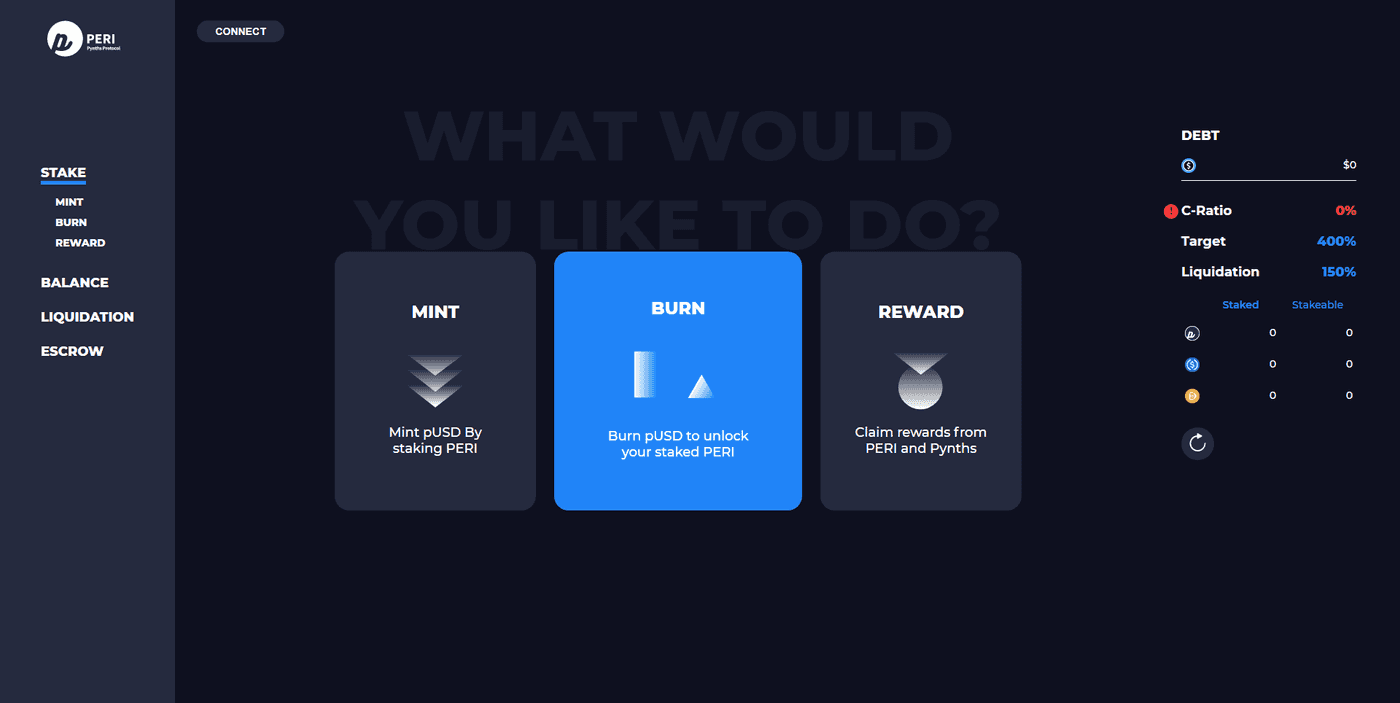 PERI
Pynths Protocol
CONNECT
STAKE
MINT
BURN
REWARD
BALANCE
LIQUIDATION
ESCROW
WHAT WOULD
YOU LIKE TO DO?
MINT
Mint pUSD By
staking PERI
BURN
Burn pUSD to unlock
your staked PERI
REWARD
Claim rewards from
PERI and Pynths
DEBT
$0
C-Ratio 0%
Target 400%
Liquidation 150%
Staked Stakeable
0 0
0 0
0 0